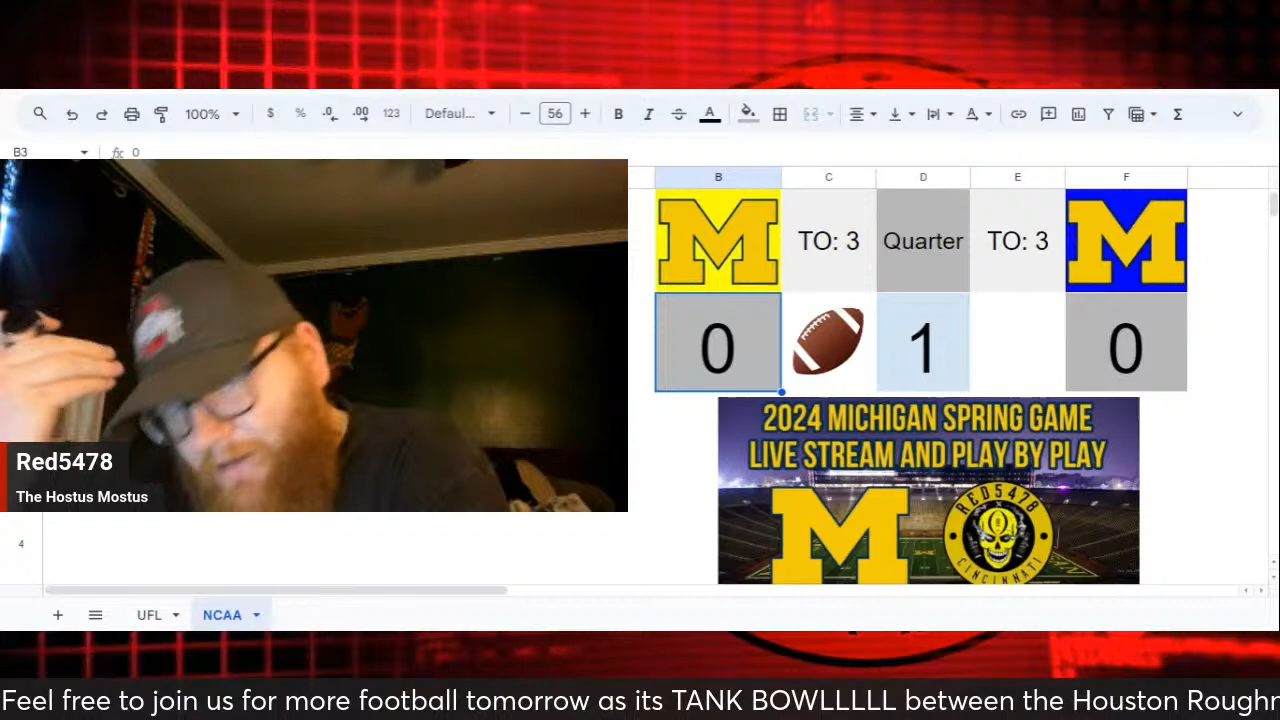 100%
$
%
.0
.00
123
Defaul...
56
B
I
S
A
Σ
B3
fx 0
B
C
D
E
F
M
TO: 3
Quarter
TO: 3
M
0
1
0
2024 MICHIGAN SPRING GAME
LIVE STREAM AND PLAY BY PLAY
M
RED5478
CINCINNATI
Red5478
The Hostus Mostus
4
UFL
NCAA
Feel free to join us for more football tomorrow as its TANK BOWLLLLL between the Houston Roughn